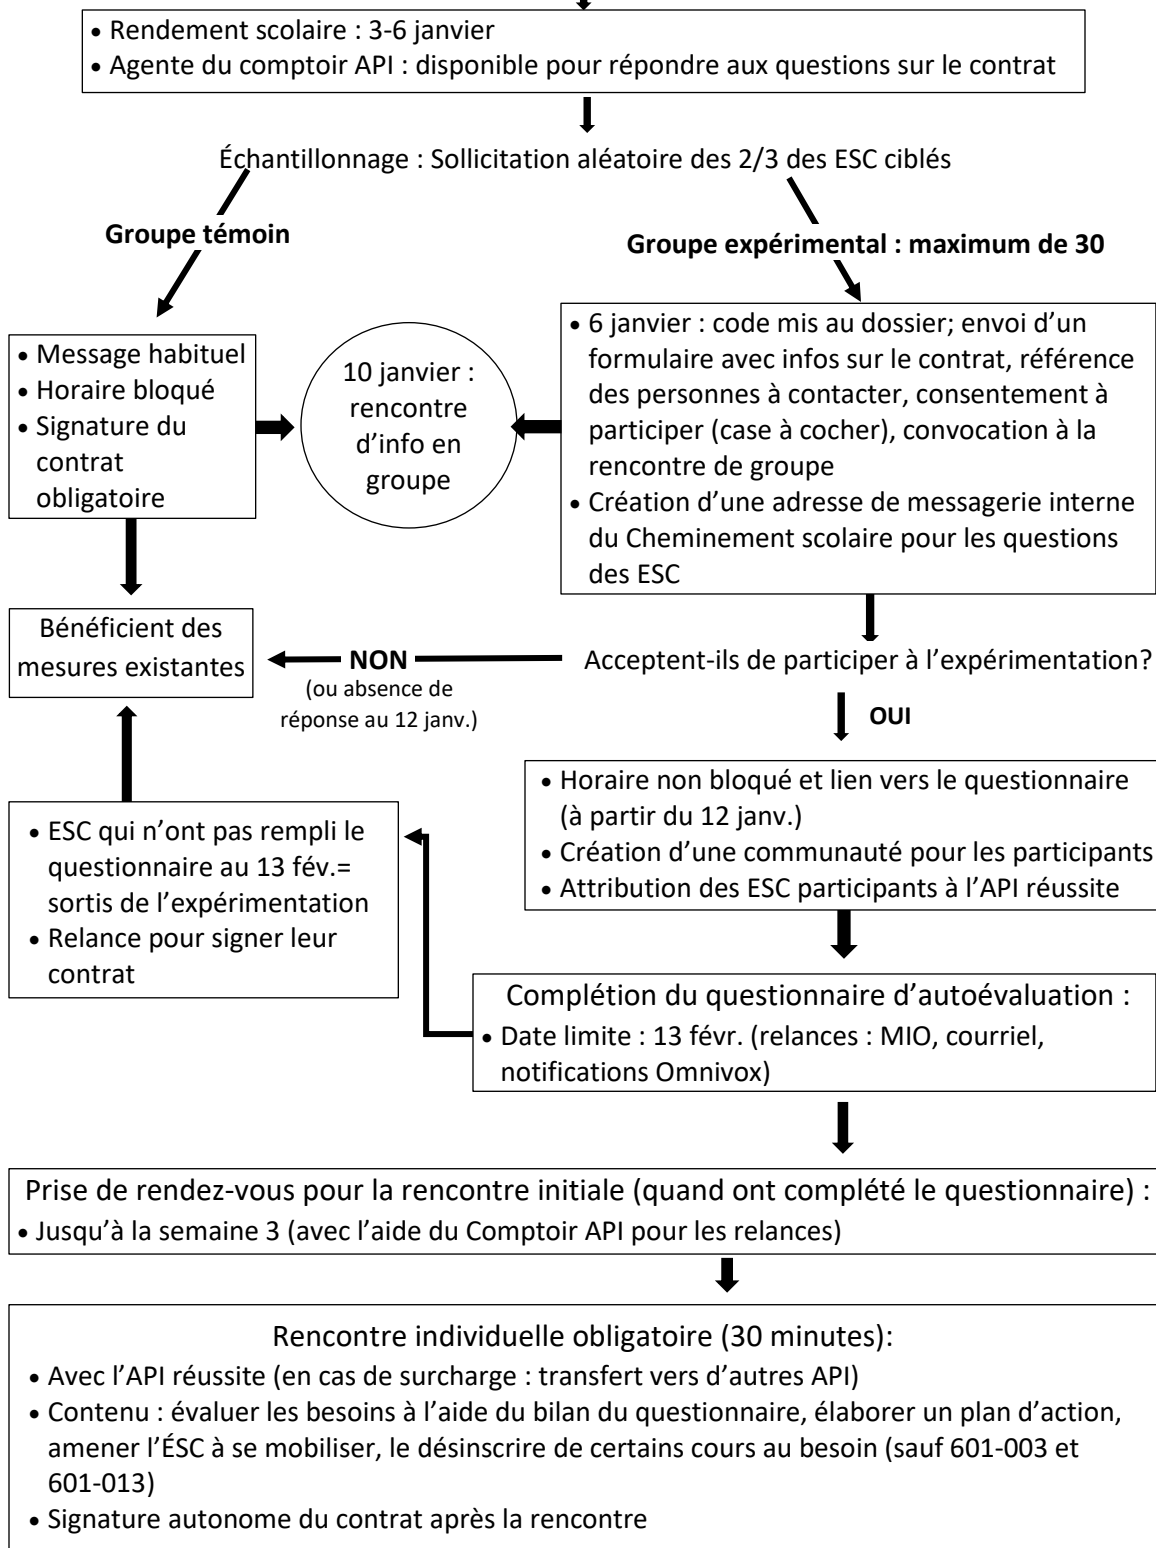 • Rendement scolaire : 3-6 janvier
• Agente du comptoir API : disponible pour répondre aux questions sur le contrat
Échantillonnage : Sollicitation aléatoire des 2/3 des ESC ciblés
Groupe témoin
Groupe expérimental : maximum de 30
• Message habituel
• Horaire bloqué
• Signature du
contrat
obligatoire
10 janvier :
rencontre
d’info en
groupe
• 6 janvier : code mis au dossier; envoi d’un
formulaire avec infos sur le contrat, référence
des personnes à contacter, consentement à
participer (case à cocher), convocation à la
rencontre de groupe
• Création d’une adresse de messagerie interne
du Cheminement scolaire pour les questions
des ESC
Bénéficient des
mesures existantes
NON
(ou absence de
réponse au 12 janv.)
Acceptent-ils de participer à l’expérimentation?
OUI
• Horaire non bloqué et lien vers le questionnaire
(à partir du 12 janv.)
• Création d’une communauté pour les participants
• Attribution des ESC participants à l’API réussite
• ESC qui n’ont pas rempli le
questionnaire au 13 fév.=
sortis de l’expérimentation
• Relance pour signer leur
contrat
Complétion du questionnaire d’autoévaluation :
• Date limite : 13 févr. (relances : MIO, courriel,
notifications Omnivox)
Prise de rendez-vous pour la rencontre initiale (quand ont complété le questionnaire) :
• Jusqu’à la semaine 3 (avec l’aide du Comptoir API pour les relances)
Rencontre individuelle obligatoire (30 minutes):
• Avec l’API réussite (en cas de surcharge : transfert vers d’autres API)
• Contenu : évaluer les besoins à l’aide du bilan du questionnaire, élaborer un plan d’action,
amener l’ÉSC à se mobiliser, le désinscrire de certains cours au besoin (sauf 601-003 et
601-013)
• Signature autonome du contrat après la rencontre